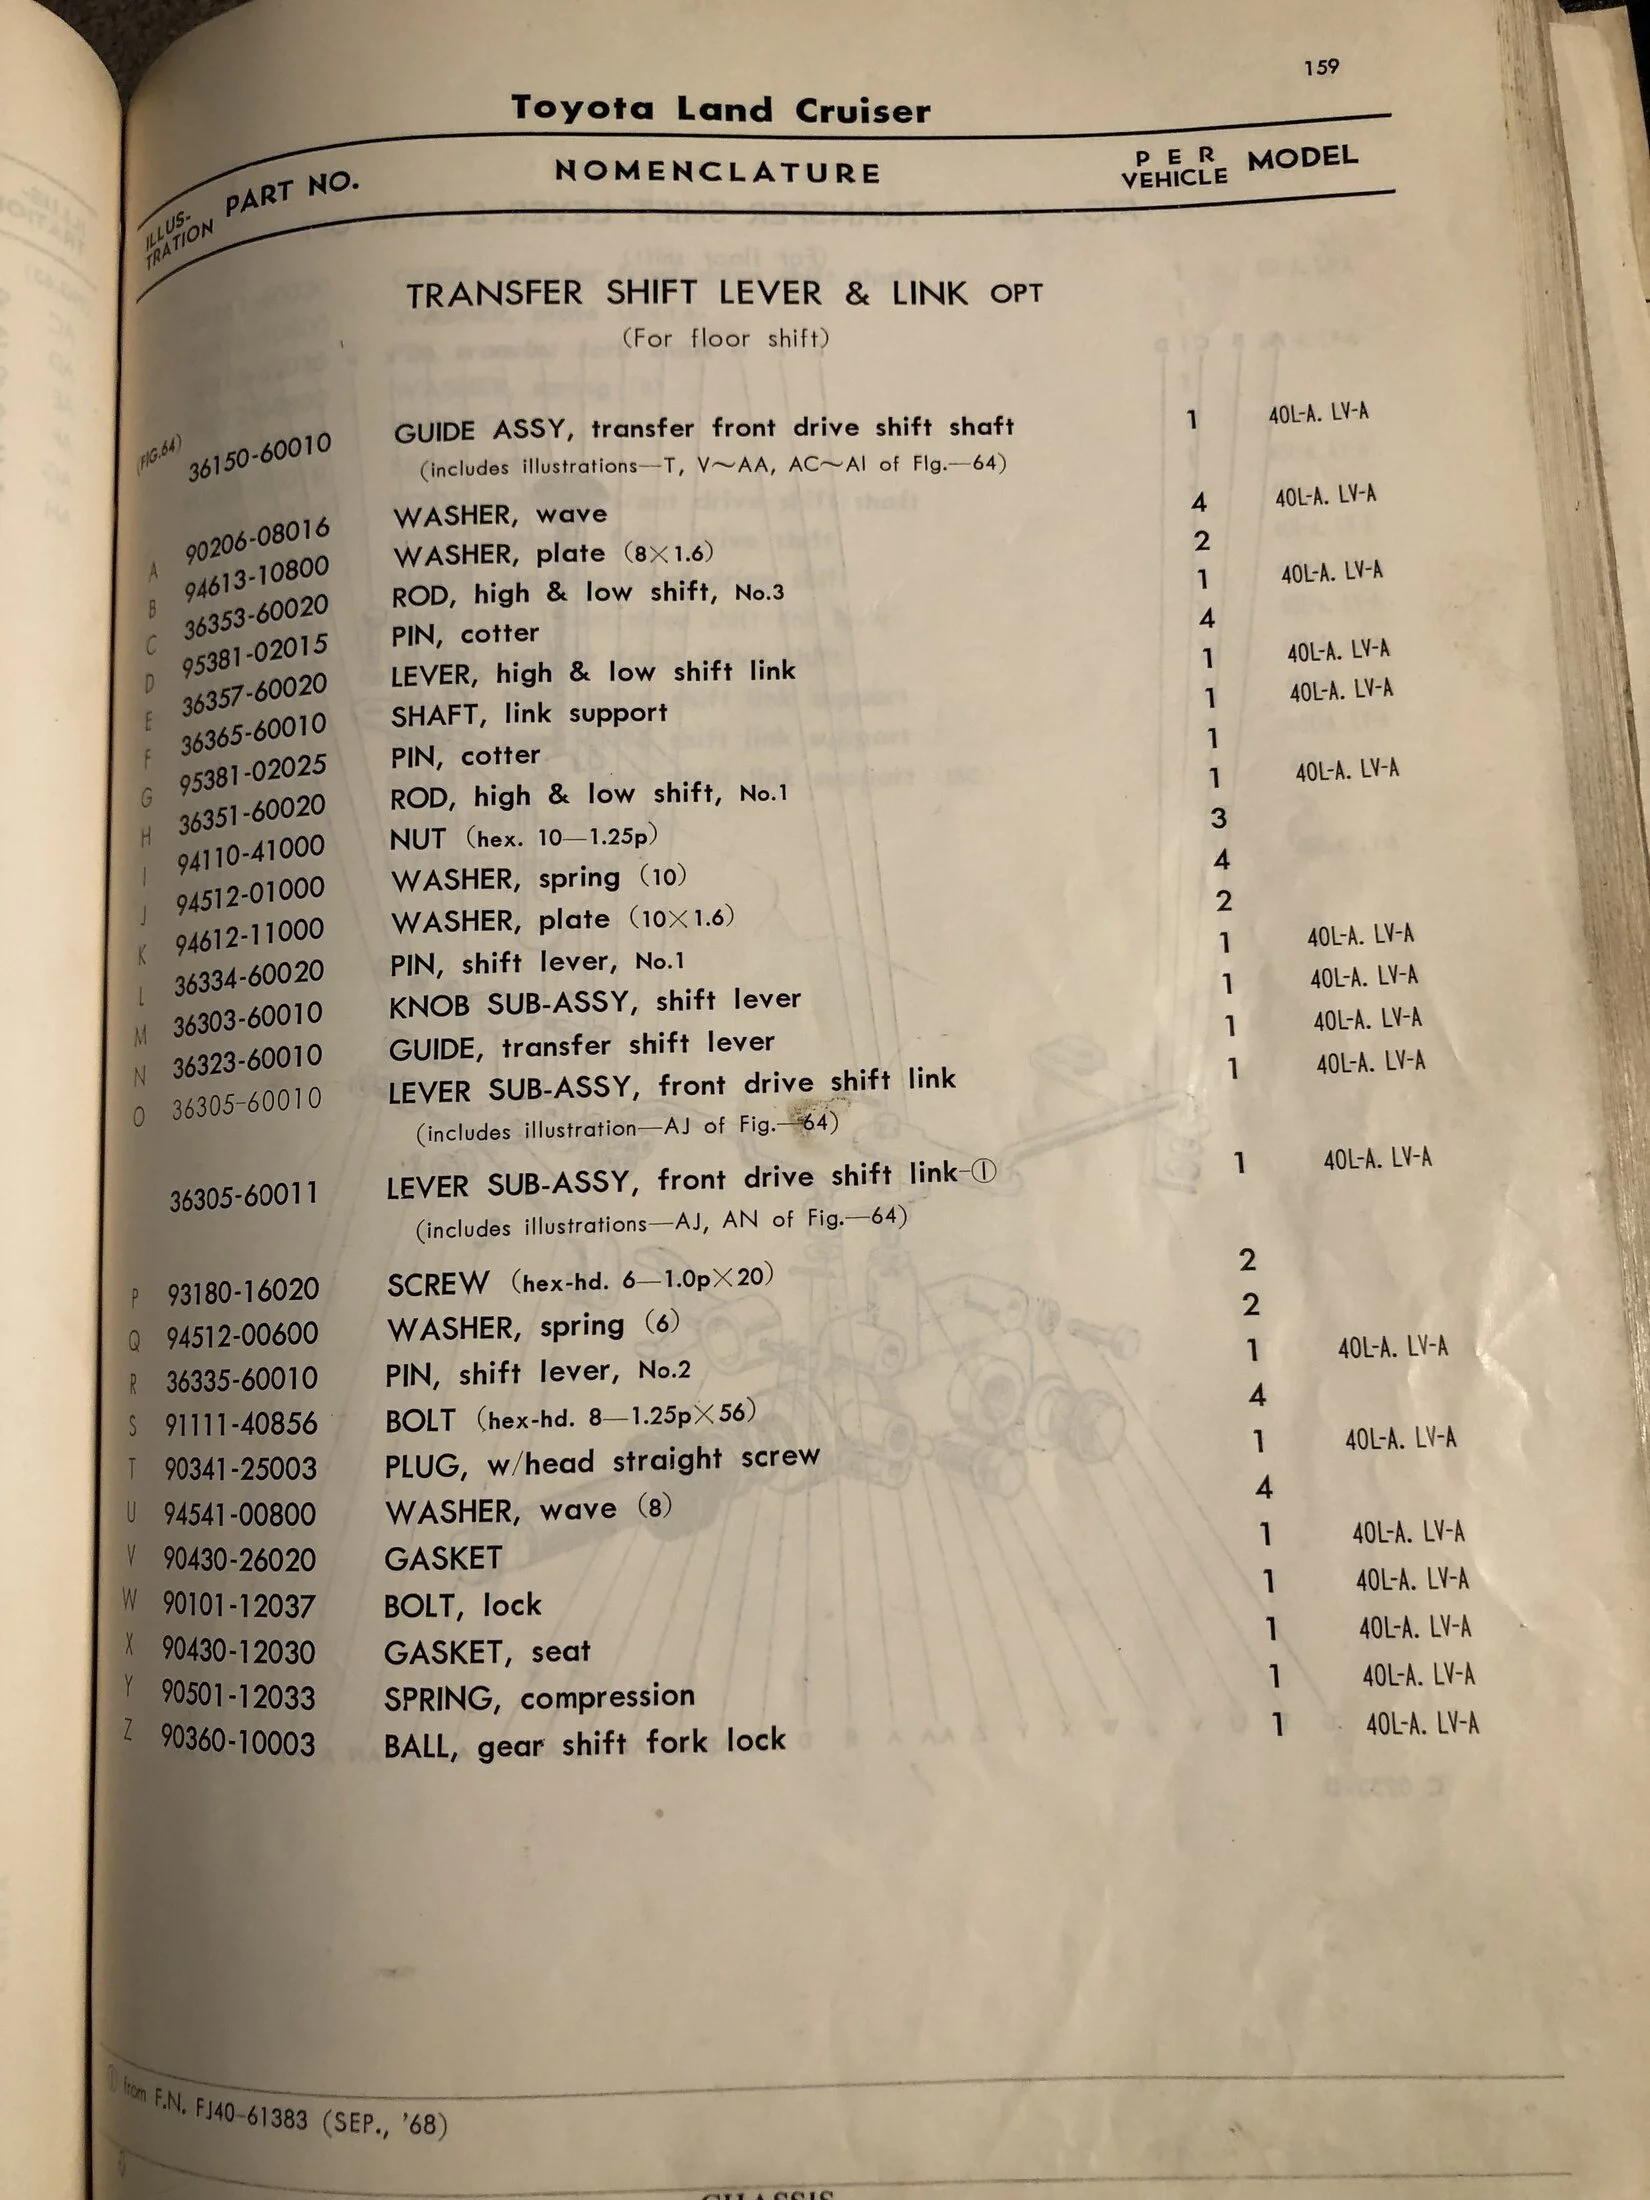 159
Toyota Land Cruiser
ILLUS-TRATION PART NO. NOMENCLATURE PER VEHICLE MODEL
TRANSFER SHIFT LEVER & LINK OPT
(For floor shift)
(FIG.64) 36150-60010 GUIDE ASSY, transfer front drive shift shaft 1 40L-A. LV-A
(includes illustrations—T, V~AA, AC~AI of FIg.—64)
A 90206-08016 WASHER, wave 4 40L-A. LV-A
B 94613-10800 WASHER, plate (8×1.6) 2
C 36353-60020 ROD, high & low shift, No.3 1 40L-A. LV-A
D 95381-02015 PIN, cotter 4
E 36357-60020 LEVER, high & low shift link 1 40L-A. LV-A
F 36365-60010 SHAFT, link support 1 40L-A. LV-A
G 95381-02025 PIN, cotter 1
H 36351-60020 ROD, high & low shift, No.1 1 40L-A. LV-A
I 94110-41000 NUT (hex. 10—1.25p) 3
J 94512-01000 WASHER, spring (10) 4
K 94612-11000 WASHER, plate (10×1.6) 2
L 36334-60020 PIN, shift lever, No.1 1 40L-A. LV-A
M 36303-60010 KNOB SUB-ASSY, shift lever 1 40L-A. LV-A
N 36323-60010 GUIDE, transfer shift lever 1 40L-A. LV-A
O 36305-60010 LEVER SUB-ASSY, front drive shift link 1 40L-A. LV-A
(includes illustration—AJ of Fig.—64)
36305-60011 LEVER SUB-ASSY, front drive shift link-① 1 40L-A. LV-A
(includes illustrations—AJ, AN of Fig.—64)
P 93180-16020 SCREW (hex-hd. 6—1.0p×20) 2
Q 94512-00600 WASHER, spring (6) 2
R 36335-60010 PIN, shift lever, No.2 1 40L-A. LV-A
S 91111-40856 BOLT (hex-hd. 8—1.25p×56) 4
T 90341-25003 PLUG, w/head straight screw 1 40L-A. LV-A
U 94541-00800 WASHER, wave (8) 4
V 90430-26020 GASKET 1 40L-A. LV-A
W 90101-12037 BOLT, lock 1 40L-A. LV-A
X 90430-12030 GASKET, seat 1 40L-A. LV-A
Y 90501-12033 SPRING, compression 1 40L-A. LV-A
Z 90360-10003 BALL, gear shift fork lock 1 40L-A. LV-A
① from F.N. FJ40-61383 (SEP., '68)
CHASSIS